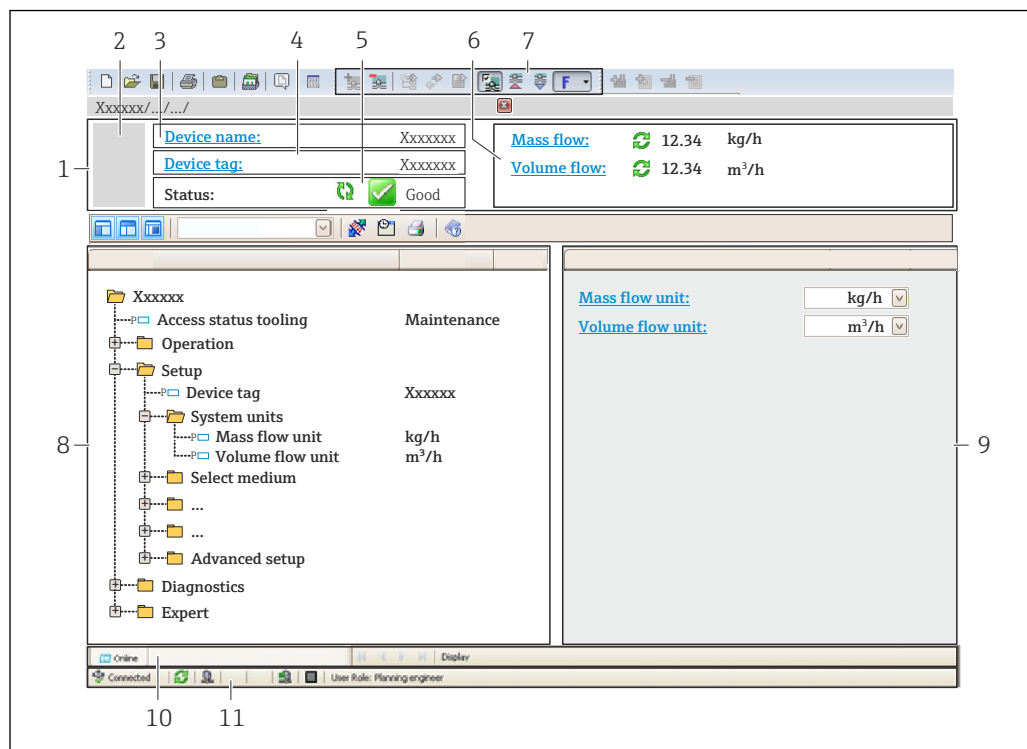 2 3 4 5 6 7
F
Xxxxxx/.../.../
1
Device name: Xxxxxxx
Device tag: Xxxxxxx
Status: Good
Mass flow: 12.34 kg/h
Volume flow: 12.34 m³/h
Xxxxxx
P Access status tooling Maintenance
Operation
Setup
P Device tag Xxxxxx
System units
P Mass flow unit kg/h
P Volume flow unit m³/h
Select medium
...
...
Advanced setup
Diagnostics
Expert
8
Mass flow unit: kg/h
Volume flow unit: m³/h
9
Online Display
Connected User Role: Planning engineer
10 11